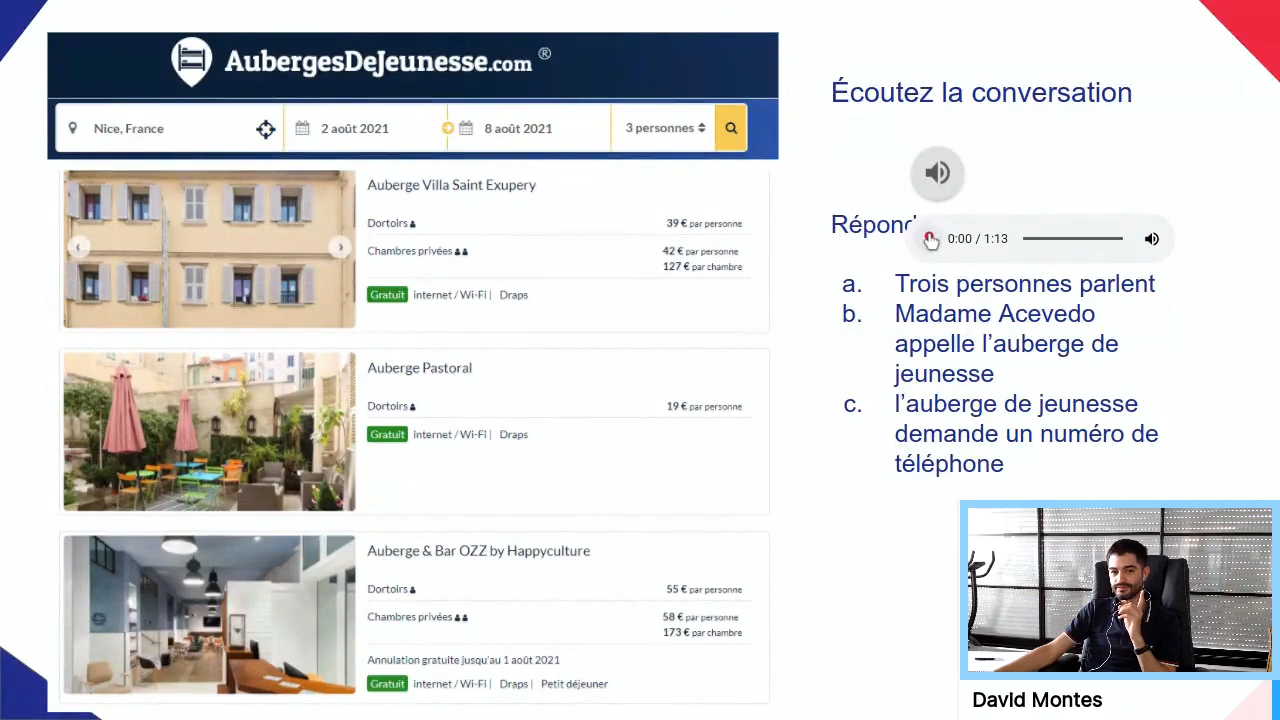 AubergesDeJeunesse.com ®
Nice, France
2 août 2021
8 août 2021
3 personnes
Auberge Villa Saint Exupery
Dortoirs
39 € par personne
Chambres privées
42 € par personne
127 € par chambre
Gratuit internet / Wi-Fi | Draps
Auberge Pastoral
Dortoirs
19 € par personne
Gratuit internet / Wi-Fi | Draps
Auberge & Bar OZZ by Happyculture
Dortoirs
55 € par personne
Chambres privées
58 € par personne
173 € par chambre
Annulation gratuite jusqu'au 1 août 2021
Gratuit internet / Wi-Fi | Draps | Petit déjeuner
Écoutez la conversation
0:00 / 1:13
a. Trois personnes parlent
b. Madame Acevedo
appelle l’auberge de
jeunesse
c. l’auberge de jeunesse
demande un numéro de
téléphone
David Montes